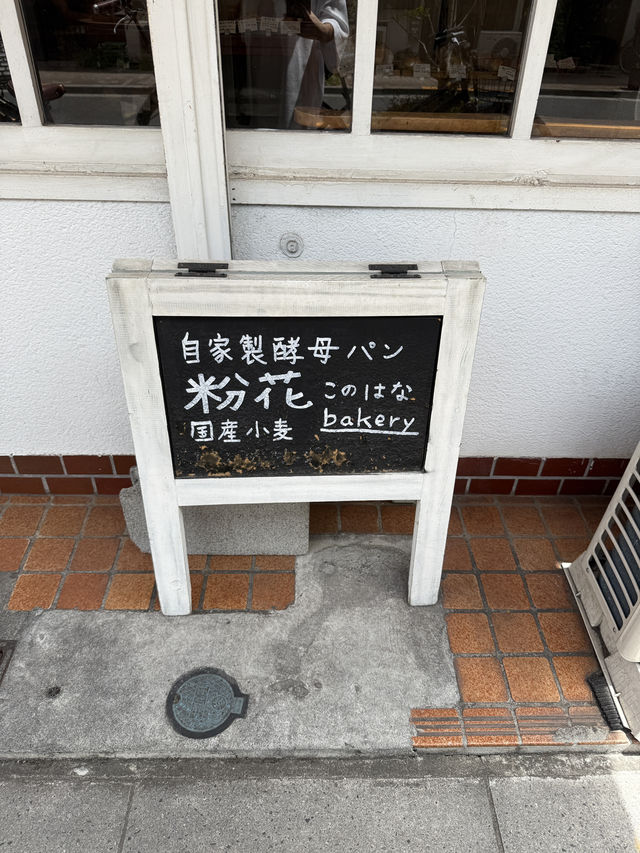 自家製酵母パン
粉花 このはな
国産小麦 bakery